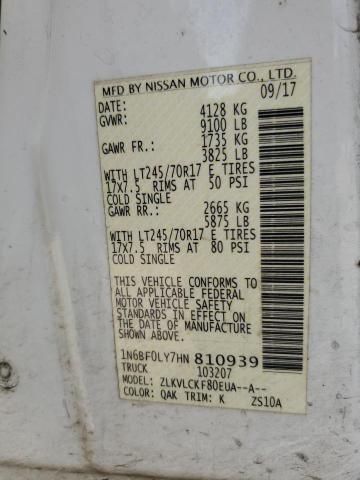 MFD BY NISSAN MOTOR CO., LTD.
DATE: 09/17
GVWR: 4128 KG
9100 LB
GAWR FR.: 1735 KG
3825 LB
WITH LT245/70R17 E TIRES
17X7.5 RIMS AT 50 PSI
COLD SINGLE
GAWR RR.: 2665 KG
5875 LB
WITH LT245/70R17 E TIRES
17X7.5 RIMS AT 80 PSI
COLD SINGLE
THIS VEHICLE CONFORMS TO
ALL APPLICABLE FEDERAL
MOTOR VEHICLE SAFETY
STANDARDS IN EFFECT ON
THE DATE OF MANUFACTURE
SHOWN ABOVE.
1N6BF0LY7HN 810939
TRUCK 103207
MODEL: ZLKVLCKF80EUA--A--
COLOR: QAK TRIM: K ZS10A